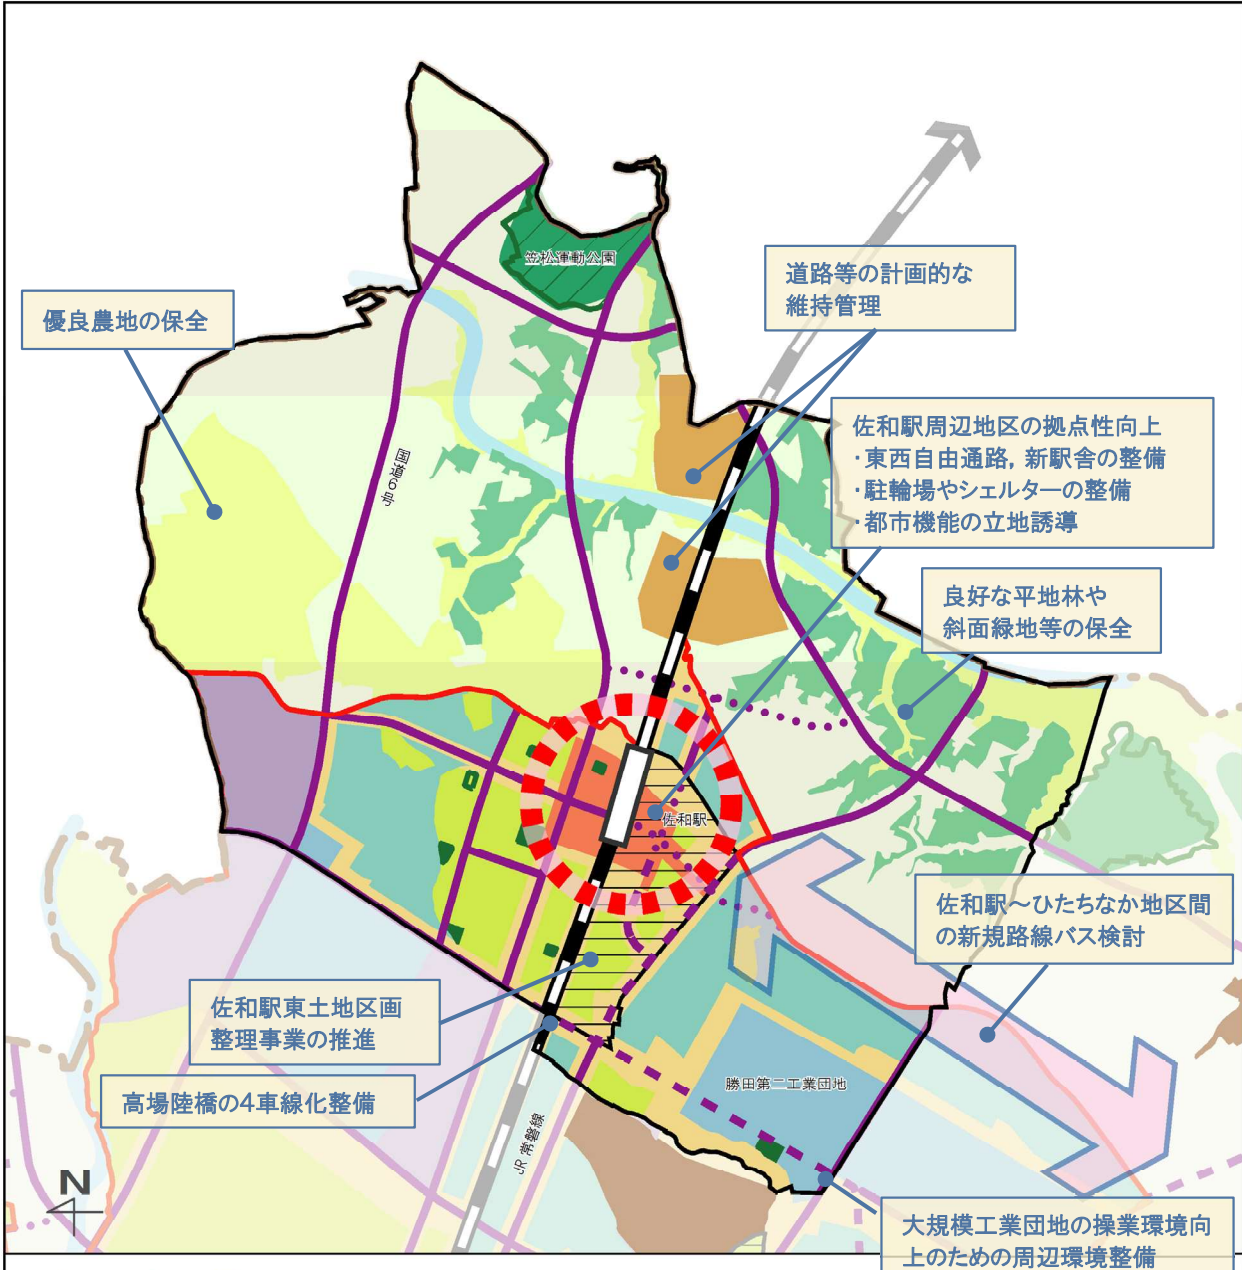 笠松運動公園
道路等の計画的な
維持管理
優良農地の保全
佐和駅周辺地区の拠点性向上
・東西自由通路，新駅舎の整備
・駐輪場やシェルターの整備
・都市機能の立地誘導
国道6号
良好な平地林や
斜面緑地等の保全
佐和駅
佐和駅～ひたちなか地区間
の新規路線バス検討
佐和駅東土地区画
整理事業の推進
勝田第二工業団地
高場陸橋の4車線化整備
JR常磐線
N
大規模工業団地の操業環境向
上のための周辺環境整備